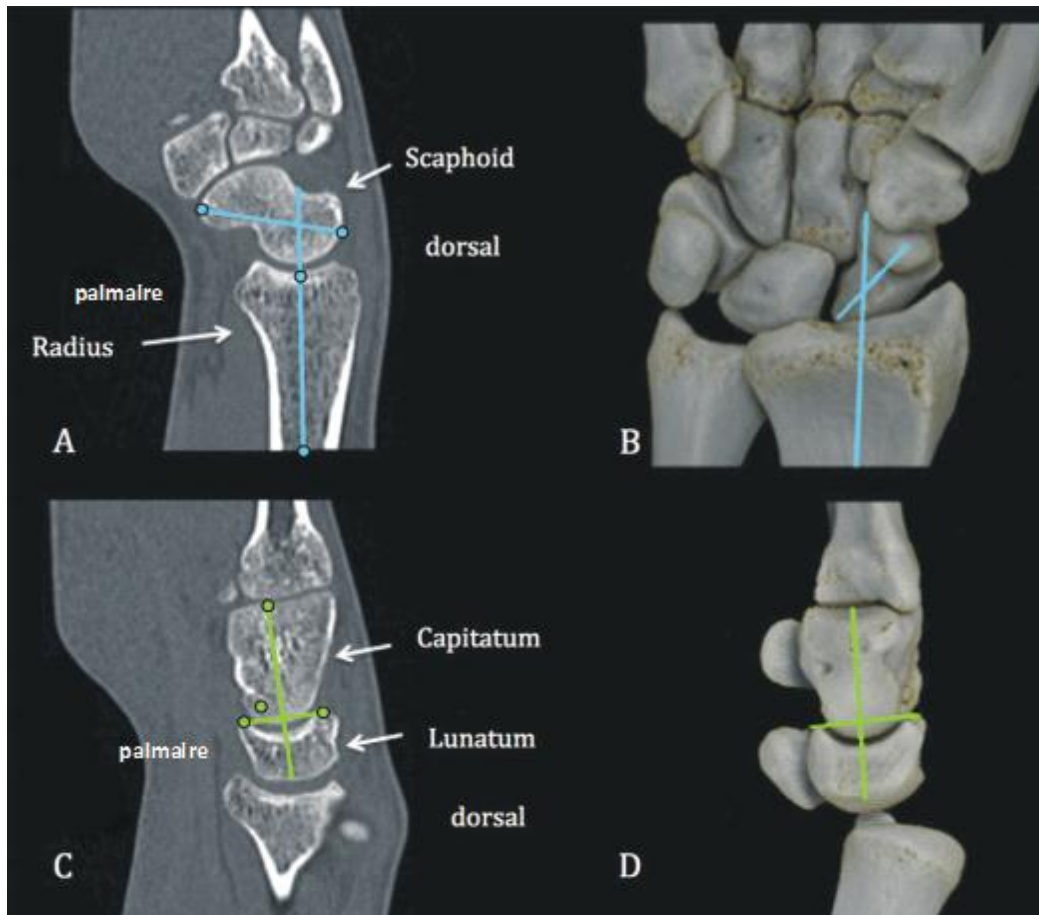 Scaphoid
dorsal
palmaire
Radius
A
B
Capitatum
palmaire
Lunatum
dorsal
C
D